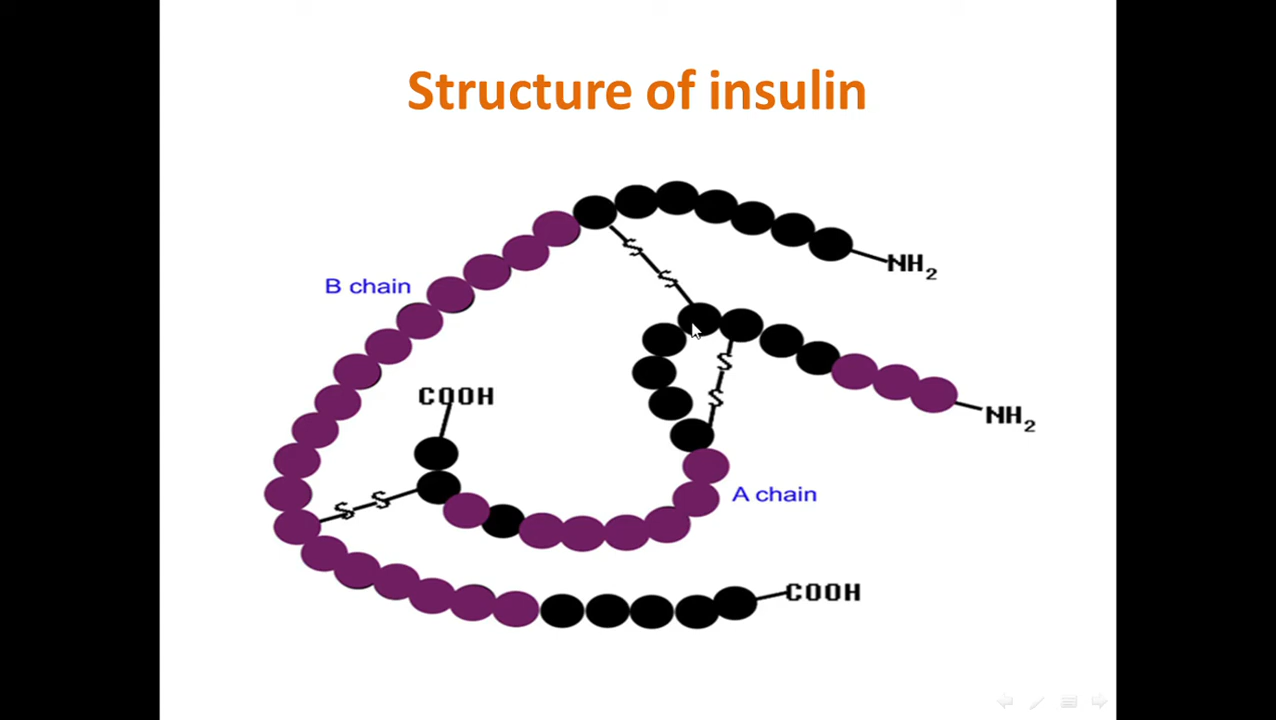 Structure of insulin
NH2
B chain
S
S
S
S
COOH
NH2
A chain
S
S
COOH